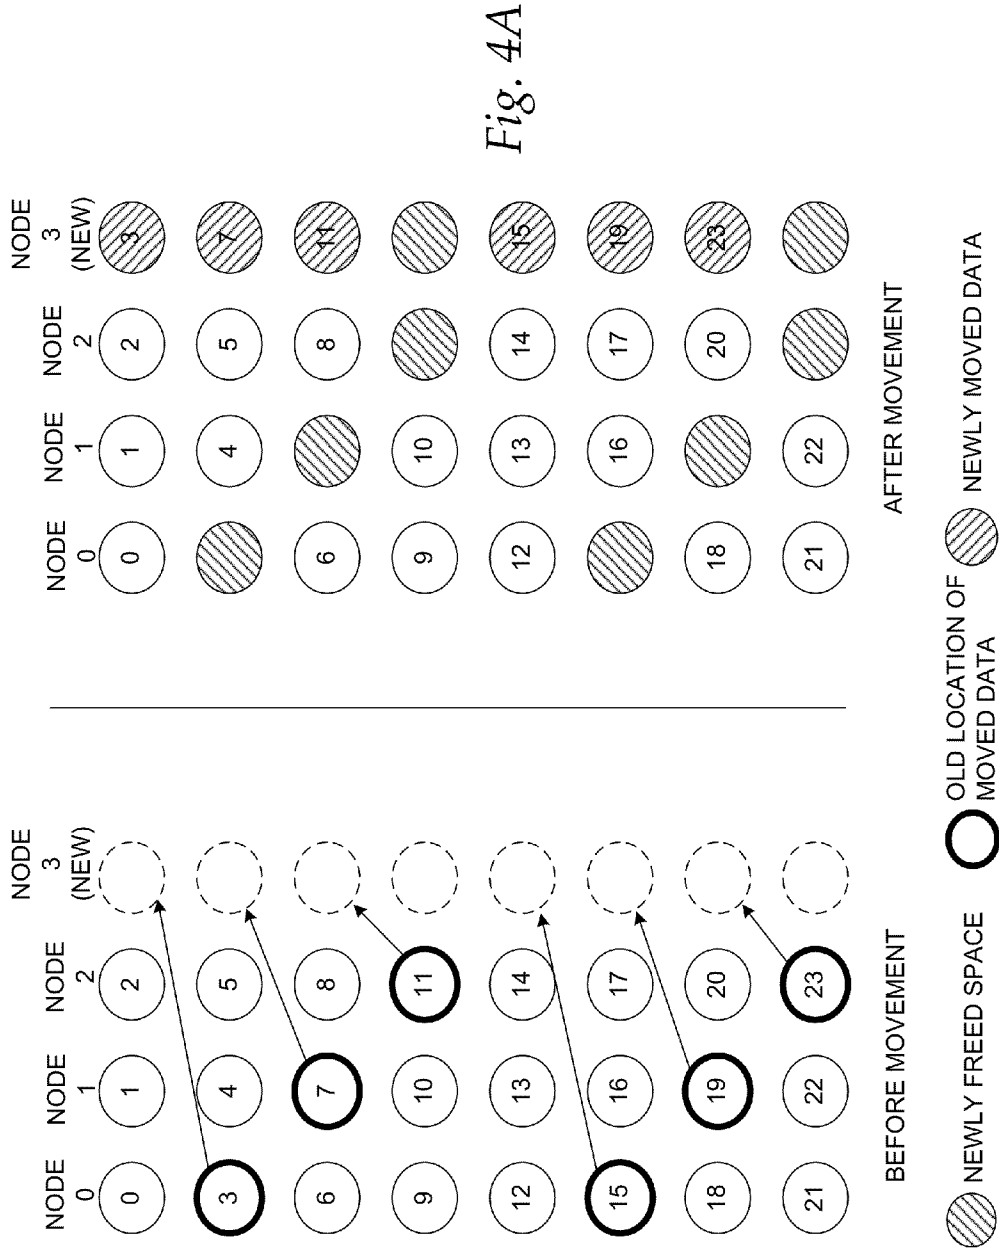 NODE 0 NODE 1 NODE 2 NODE 3 (NEW)
0 1 2
3 4 5
6 7 8
9 10 11
12 13 14
15 16 17
18 19 20
21 22 23
BEFORE MOVEMENT
NODE 0 NODE 1 NODE 2 NODE 3 (NEW)
0 1 2 3
4 5 7
6 8 11
9 10
12 13 14 15
16 17 19
18 20 23
21 22
AFTER MOVEMENT
NEWLY FREED SPACE
OLD LOCATION OF
MOVED DATA
NEWLY MOVED DATA
Fig. 4A